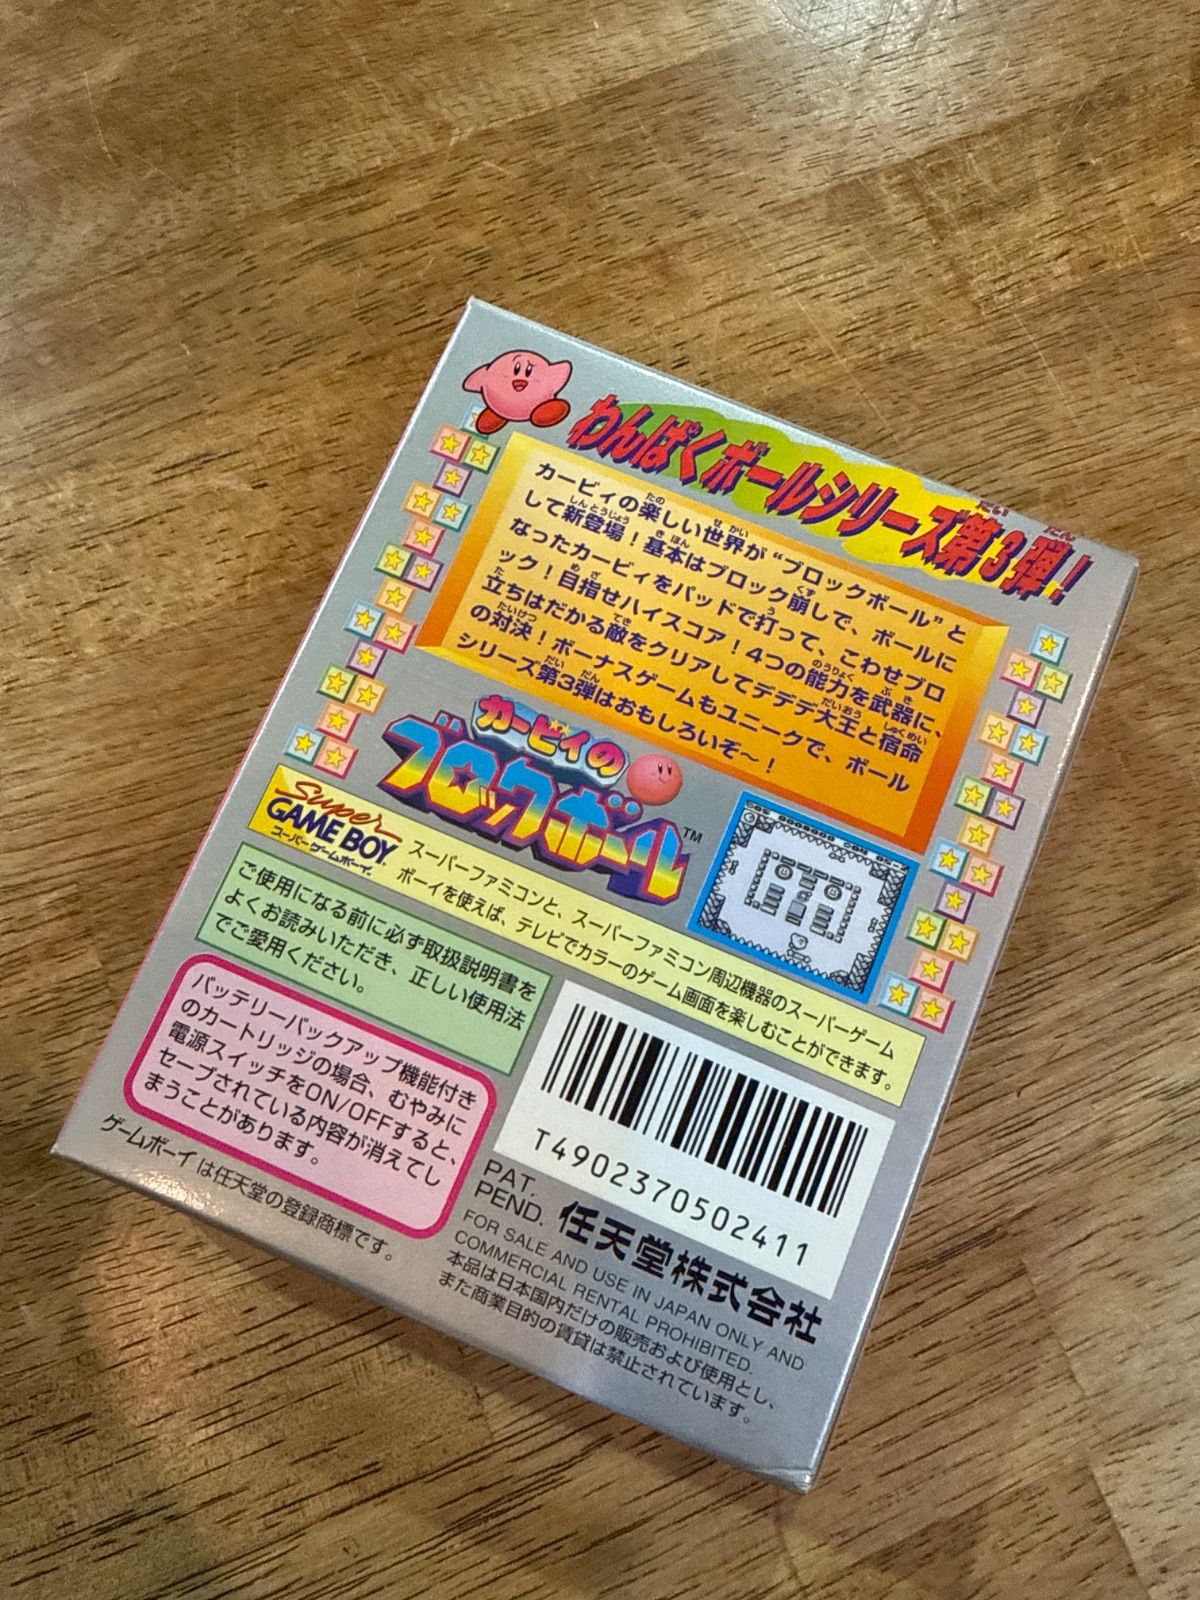 わんぱくボールシリーズ第3弾!
カービィの楽しい世界が“ブロックボール”と
して新登場!基本はブロック崩しで、ボールに
なったカービィをパッドで打って、こわせブロ
ック!目指せハイスコア!4つの能力を武器に、
立ちはだかる敵をクリアしてデデデ大王と宿命
の対決!ボーナスゲームもユニークで、ボール
シリーズ第3弾はおもしろいぞ〜!
カービィの
ブロックボール™
Super
GAME BOY
スーパーゲームボーイ
スーパーファミコンと、スーパーファミコン周辺機器のスーパーゲーム
ボーイを使えば、テレビでカラーのゲーム画面を楽しむことができます。
ご使用になる前に必ず取扱説明書を
よくお読みいただき、正しい使用法
でご愛用ください。
バッテリーバックアップ機能付き
のカートリッジの場合、むやみに
電源スイッチをON/OFFすると、
セーブされている内容が消えてし
まうことがあります。
ゲームボーイは任天堂の登録商標です。
T4902370502411
PAT.
PEND.
任天堂株式会社
FOR SALE AND USE IN JAPAN ONLY AND
COMMERCIAL RENTAL PROHIBITED.
本品は日本国内だけの販売および使用とし、
また商業目的の賃貸は禁止されています。